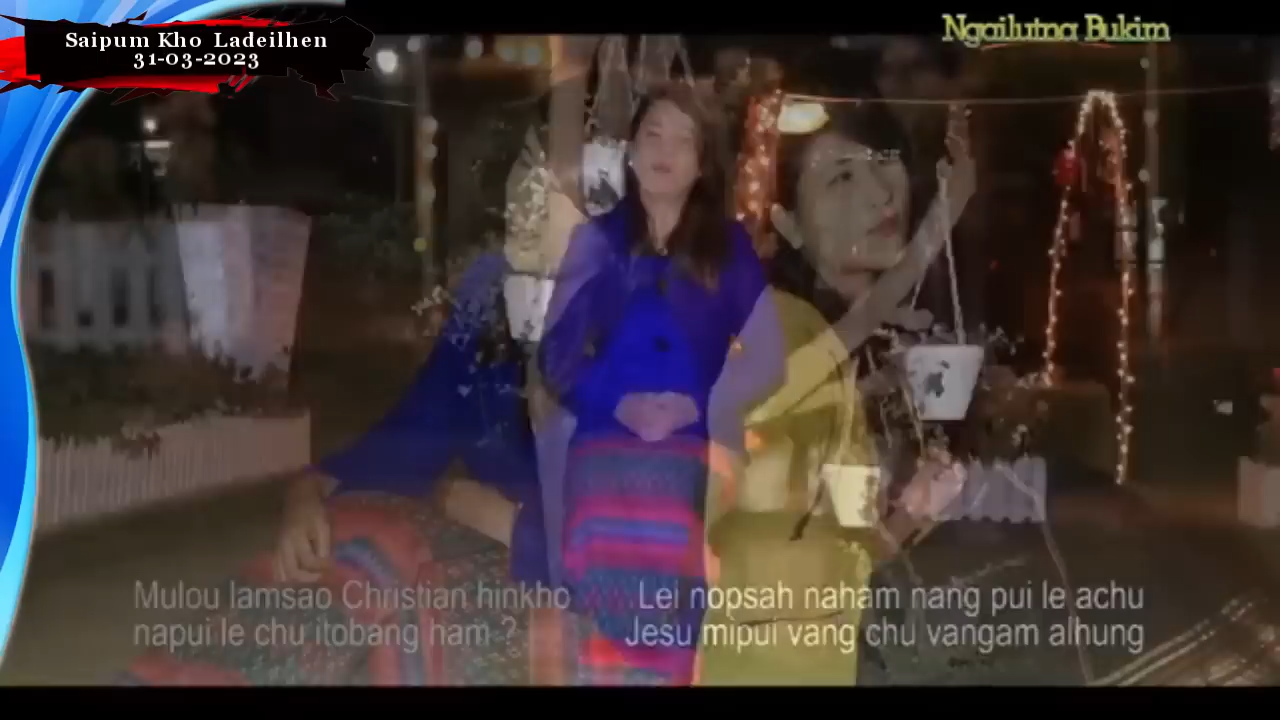 Saipum Kho Ladeilhen
31-03-2023
Ngailutna Bukim
Mulou lamsao Christian hinkho
napui le chu itobang ham ?
Lei nopsah naham nang pui le achu
Jesu mipui vang chu vangam alhung